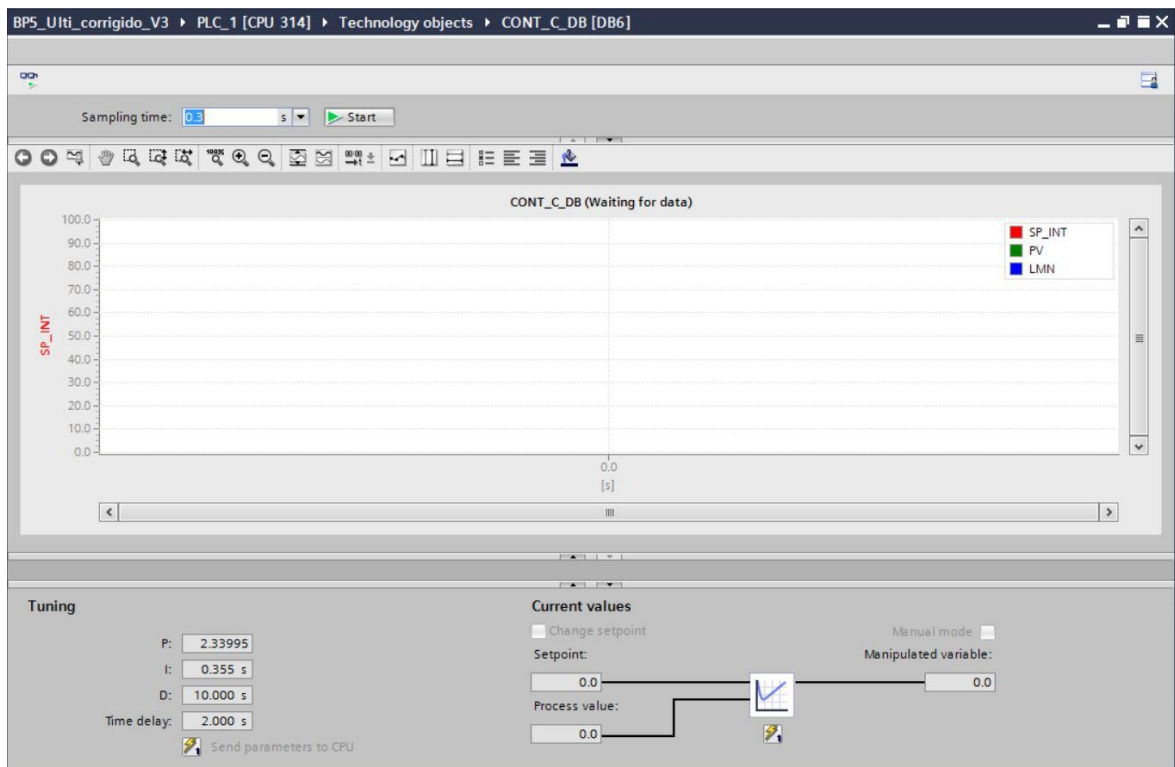 BP5_Ulti_corrigido_V3 ▸ PLC_1 [CPU 314] ▸ Technology objects ▸ CONT_C_DB [DB6]
Sampling time: 0.3 s Start
CONT_C_DB (Waiting for data)
SP_INT
100.0
90.0
80.0
70.0
60.0
50.0
40.0
30.0
20.0
10.0
0.0
SP_INT
PV
LMN
0.0
[s]
Tuning
P: 2.33995
I: 0.355 s
D: 10.000 s
Time delay: 2.000 s
Send parameters to CPU
Current values
Change setpoint
Manual mode
Setpoint:
Manipulated variable:
0.0
0.0
Process value:
0.0